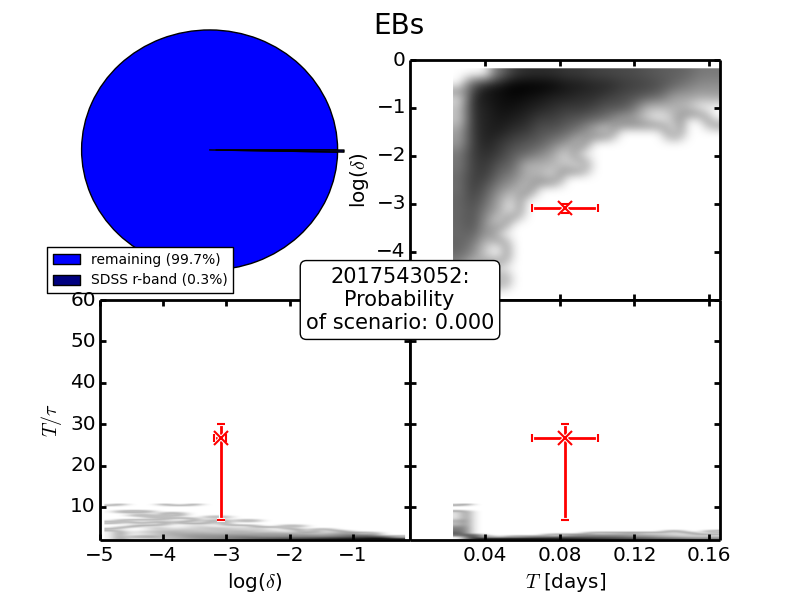 EBs
0
−1
−2
−3
−4
log(δ)
remaining (99.7%)
SDSS r-band (0.3%)
2017543052:
Probability
of scenario: 0.000
60
50
40
30
20
10
T/τ
−5 −4 −3 −2 −1
log(δ)
0.04 0.08 0.12 0.16
T [days]